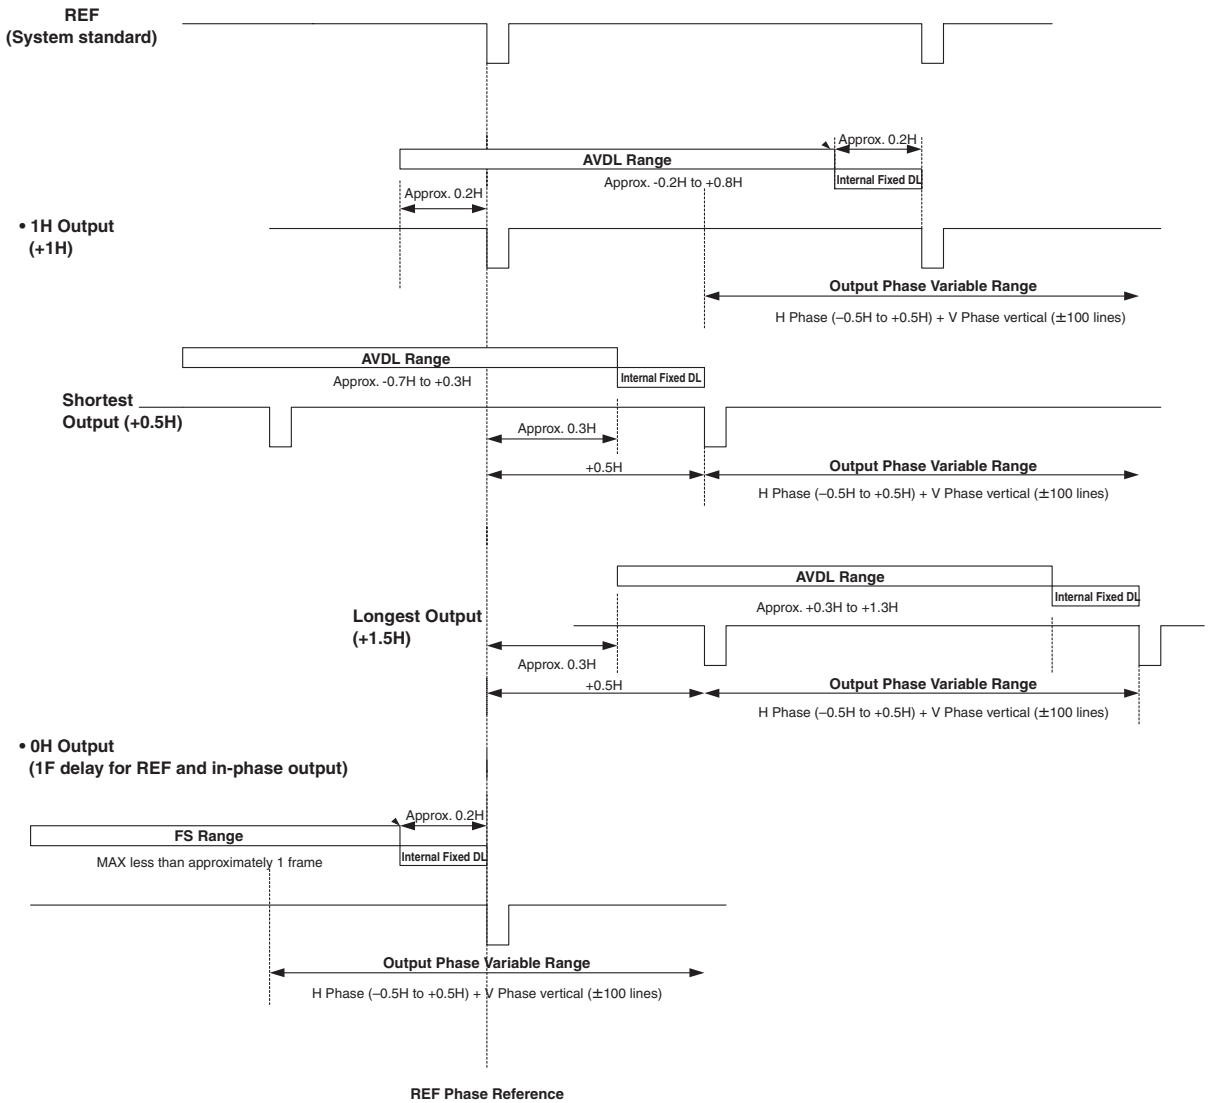 REF
(System standard)
Approx. 0.2H
AVDL Range
Internal Fixed DL
Approx. -0.2H to +0.8H
Approx. 0.2H
• 1H Output
(+1H)
Output Phase Variable Range
H Phase (–0.5H to +0.5H) + V Phase vertical (±100 lines)
AVDL Range
Internal Fixed DL
Approx. -0.7H to +0.3H
Shortest
Output (+0.5H)
Approx. 0.3H
+0.5H
Output Phase Variable Range
H Phase (–0.5H to +0.5H) + V Phase vertical (±100 lines)
AVDL Range
Internal Fixed DL
Approx. +0.3H to +1.3H
Longest Output
(+1.5H)
Approx. 0.3H
+0.5H
Output Phase Variable Range
H Phase (–0.5H to +0.5H) + V Phase vertical (±100 lines)
• 0H Output
(1F delay for REF and in-phase output)
Approx. 0.2H
FS Range
Internal Fixed DL
MAX less than approximately 1 frame
Output Phase Variable Range
H Phase (–0.5H to +0.5H) + V Phase vertical (±100 lines)
REF Phase Reference